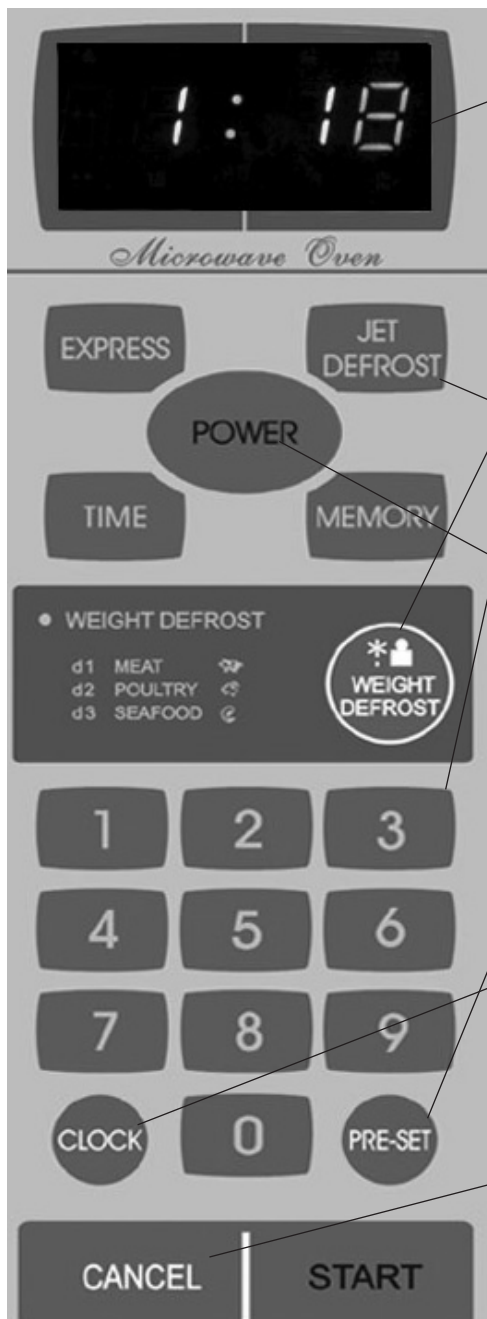 1:18
Microwave Oven
EXPRESS
JET
DEFROST
POWER
TIME
MEMORY
WEIGHT DEFROST
d1 MEAT
d2 POULTRY
d3 SEAFOOD
WEIGHT
DEFROST
1 2 3
4 5 6
7 8 9
CLOCK 0 PRE-SET
CANCEL START